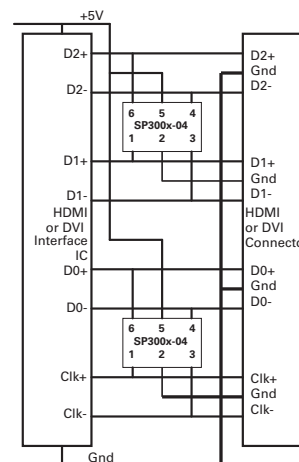 +5V
D2+
D2-
D1+
D1-
HDMI
or DVI
Interface
IC
D0+
D0-
Clk+
Clk-
Gnd
6 5 4
SP300x-04
1 2 3
6 5 4
SP300x-04
1 2 3
D2+
Gnd
D2-
D1+
Gnd
D1-
HDMI
or DVI
Connecto
D0+
Gnd
D0-
Clk+
Gnd
Clk-